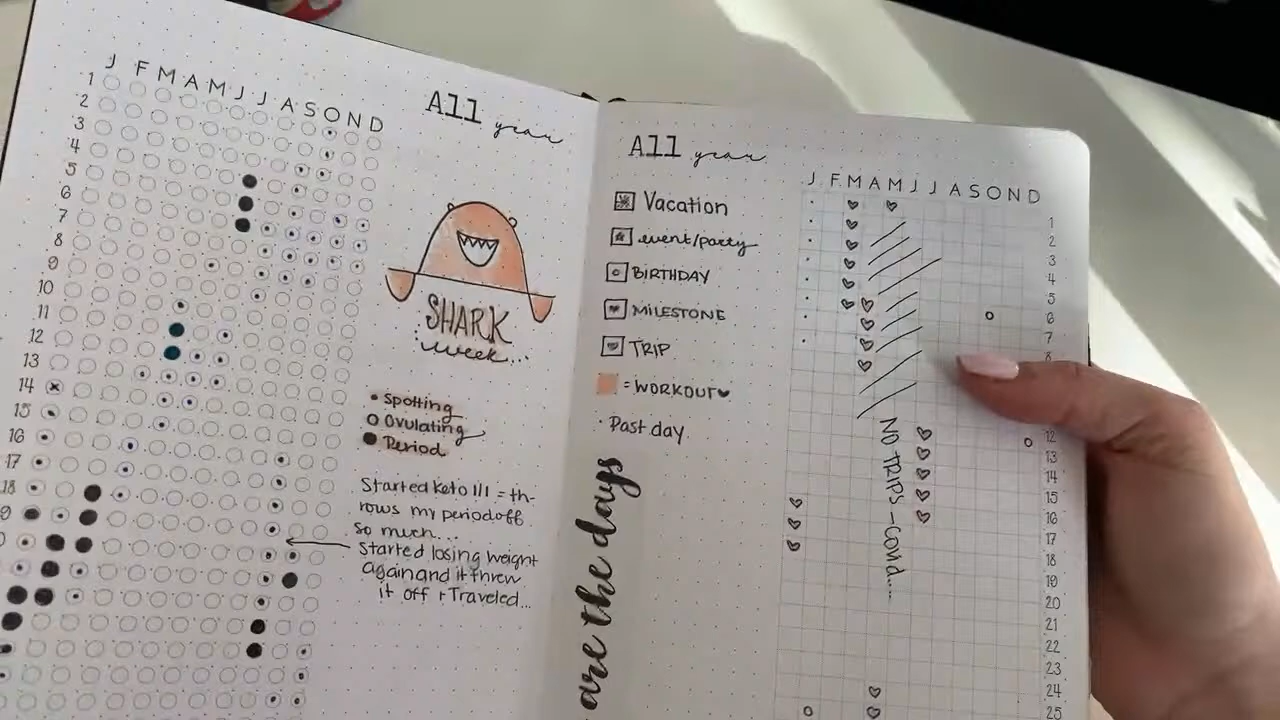 J F M A M J J A S O N D
1
2
3
4
5
6
7
8
9
10
11
12
13
14
15
16
17
18
All year
SHARK
week...
• Spotting
O Ovulating
● Period
Started keto 1/1 = th-
rows my period off
so much...
Started losing weight
again and it threw
it off + Traveled...
All year
Vacation
event/party
BIRTHDAY
MILESTONE
TRIP
= WORKOUT♥
· Past day
are the days
J F M A M J J A S O N D
1
2
3
4
5
6
7
8
12
13
14
15
16
17
18
19
20
21
22
23
24
25
NO TRIPS - COVID...